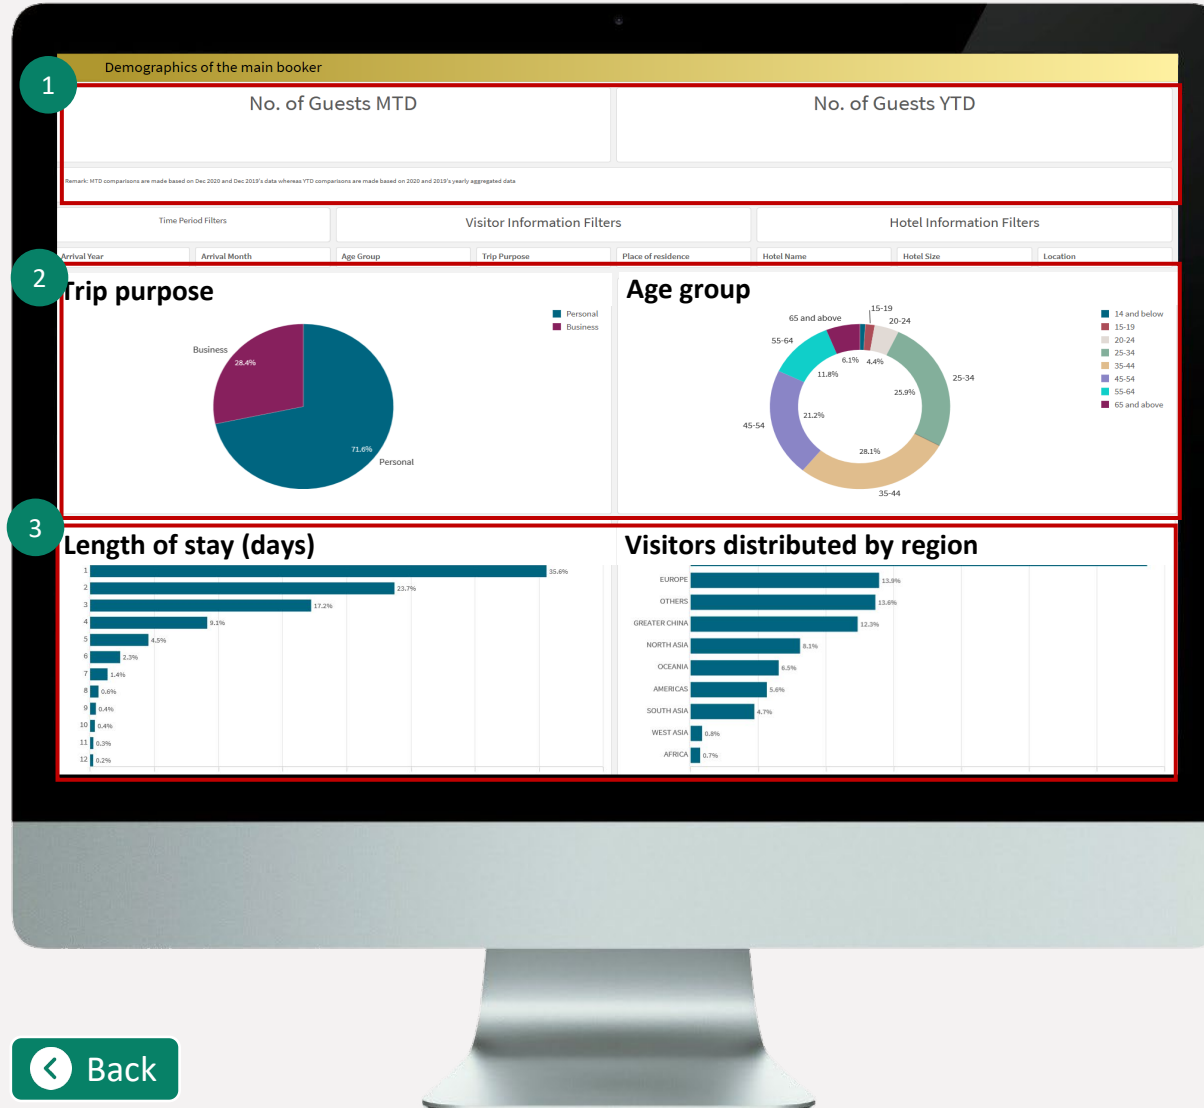 Demographics of the main booker
1
No. of Guests MTD
No. of Guests YTD
Remark: MTD comparisons are made based on Dec 2020 and Dec 2019's data whereas YTD comparisons are made based on 2020 and 2019's yearly aggregated data
Time Period Filters
Visitor Information Filters
Hotel Information Filters
Arrival Year
Arrival Month
Age Group
Trip Purpose
Place of residence
Hotel Name
Hotel Size
Location
2
Trip purpose
Personal
Business
Business
28.4%
71.6%
Personal
Age group
15-19
65 and above
20-24
55-64
6.1%
4.4%
11.8%
25-34
25.9%
21.2%
45-54
28.1%
35-44
14 and below
15-19
20-24
25-34
35-44
45-54
55-64
65 and above
3
Length of stay (days)
1 35.6%
2 23.7%
3 17.2%
4 9.1%
5 4.5%
6 2.3%
7 1.4%
8 0.6%
9 0.4%
10 0.4%
11 0.3%
12 0.2%
Visitors distributed by region
EUROPE 13.9%
OTHERS 13.6%
GREATER CHINA 12.3%
NORTH ASIA 8.1%
OCEANIA 6.5%
AMERICAS 5.6%
SOUTH ASIA 4.7%
WEST ASIA 0.8%
AFRICA 0.7%
Back